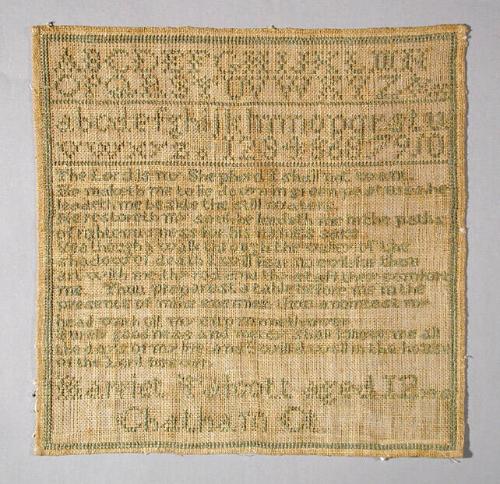 ABCDEFGHIJKLMN
OPQRSTUVWXYZ&
abcdefghijklmnopqrstu
vwxyz. 12345678910
The Lord is my Shepherd I shall not want.
He maketh me to lie down in green pastures he
leadeth me beside the still waters.
He restoreth my soul he leadeth me in the paths
of righteousness for his names sake
Yea though I walk through the valley of the
shadow of death I will fear no evil for thou
art with me thy rod and thy staff they comfort
me. Thou preparest a table before me in the
presence of mine enemies thou anointest my
head with oil my cup runneth over
Surely goodness and mercy shall follow me all
the days of my life and I will dwell in the house
of the Lord forever.
Harriet Talcott aged 12
Chatham Ct